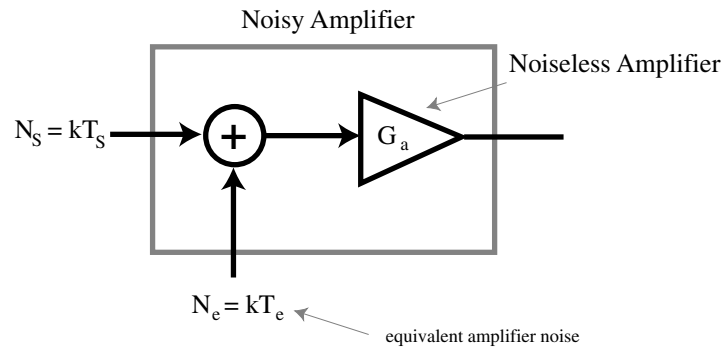 Noisy Amplifier
Noiseless Amplifier
N_S = kT_S
+
G_a
N_e = kT_e
equivalent amplifier noise